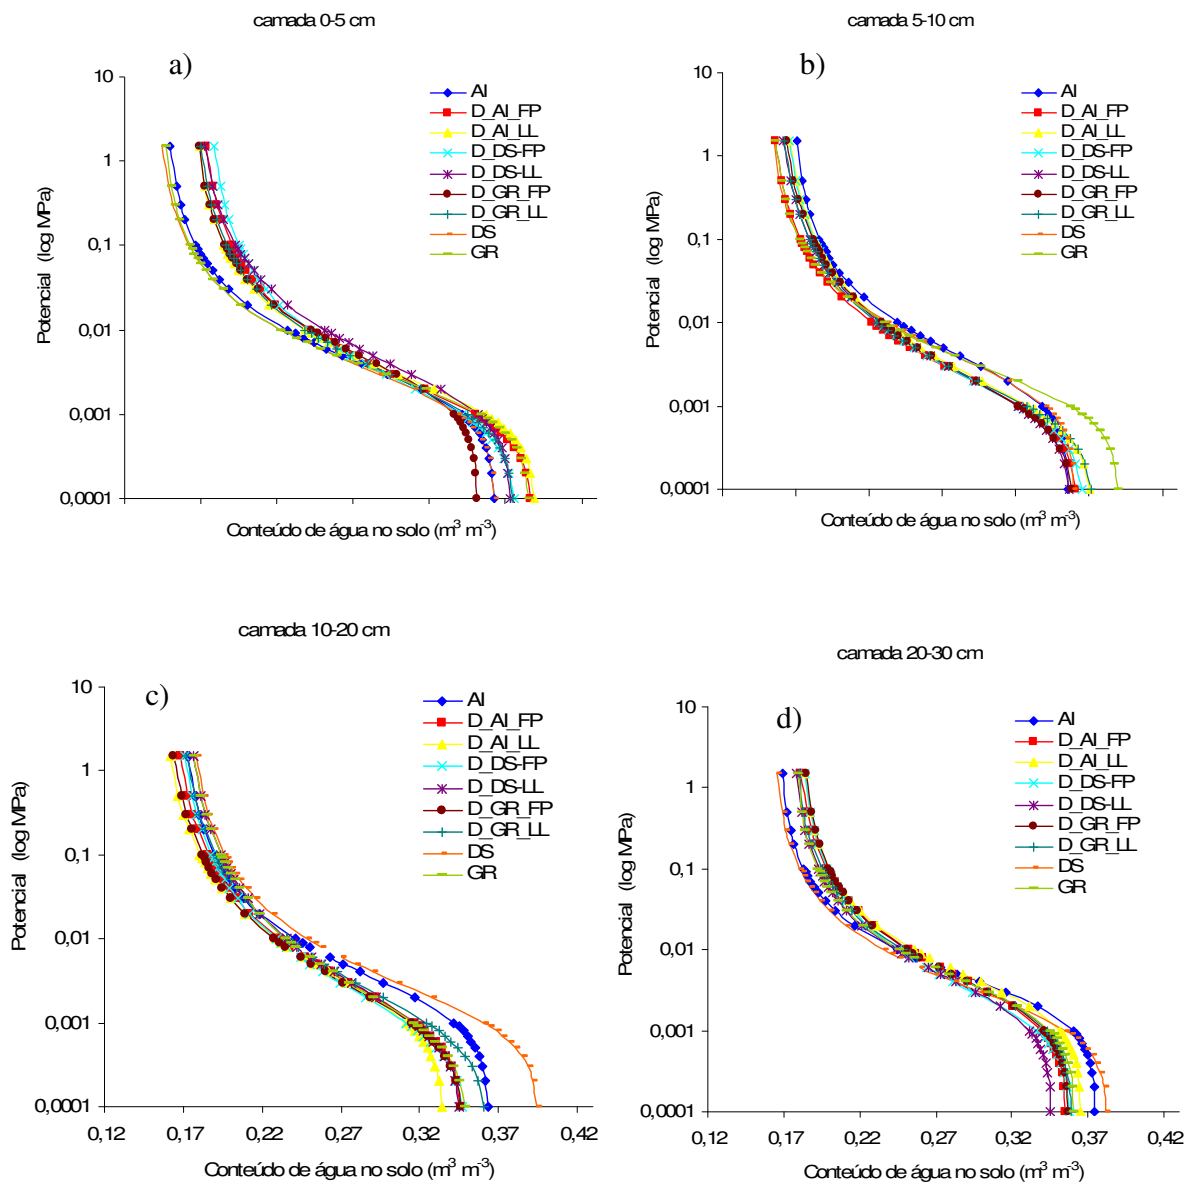 camada 0-5 cm
a)
10
1
0,1
0,01
0,001
0,0001
Potencial (log MPa)
AI
D_AI_FP
D_AI_LL
D_DS-FP
D_DS-LL
D_GR_FP
D_GR_LL
DS
GR
Conteúdo de água no solo (m³ m⁻³)
camada 5-10 cm
b)
10
1
0,1
0,01
0,001
0,0001
Potencial (log MPa)
AI
D_AI_FP
D_AI_LL
D_DS-FP
D_DS-LL
D_GR_FP
D_GR_LL
DS
GR
Conteúdo de água no solo (m³ m⁻³)
camada 10-20 cm
c)
10
1
0,1
0,01
0,001
0,0001
Potencial (log MPa)
AI
D_AI_FP
D_AI_LL
D_DS-FP
D_DS-LL
D_GR_FP
D_GR_LL
DS
GR
0,12 0,17 0,22 0,27 0,32 0,37 0,42
Conteúdo de água no solo (m³ m⁻³)
camada 20-30 cm
d)
10
1
0,1
0,01
0,001
0,0001
Potencial (log MPa)
AI
D_AI_FP
D_AI_LL
D_DS-FP
D_DS-LL
D_GR_FP
D_GR_LL
DS
GR
0,12 0,17 0,22 0,27 0,32 0,37 0,42
Conteúdo de água no solo (m³ m⁻³)